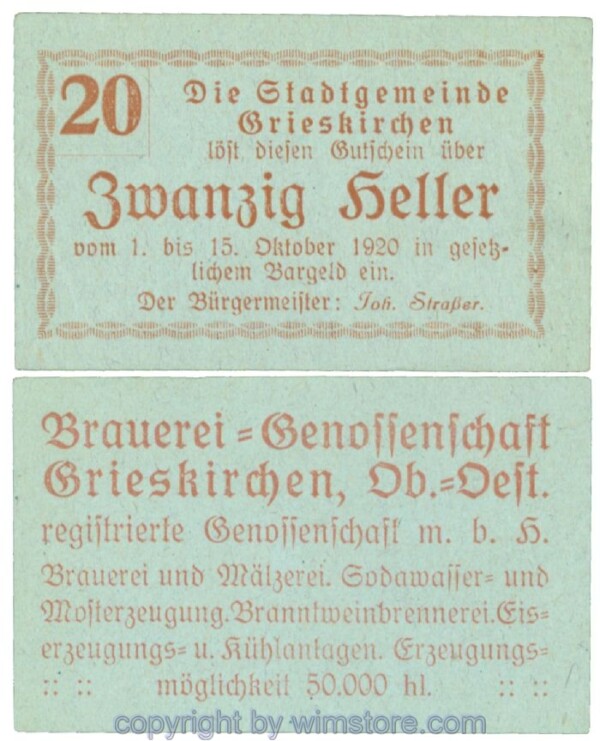 20
Die Stadtgemeinde
Grieskirchen
löst diesen Gutschein über
Zwanzig Heller
vom 1. bis 15. Oktober 1920 in gesetz-
lichem Bargeld ein.
Der Bürgermeister: Joh. Straßer.
Brauerei-Genossenschaft
Grieskirchen, Ob.-Oest.
registrierte Genossenschaft m. b. H.
Brauerei und Mälzerei. Sodawasser- und
Mosterzeugung. Branntweinbrennerei. Eis-
erzeugungs- u. Kühlanlagen. Erzeugungs-
:: :: möglichkeit 50.000 hl. :: ::
copyright by wimstore.com